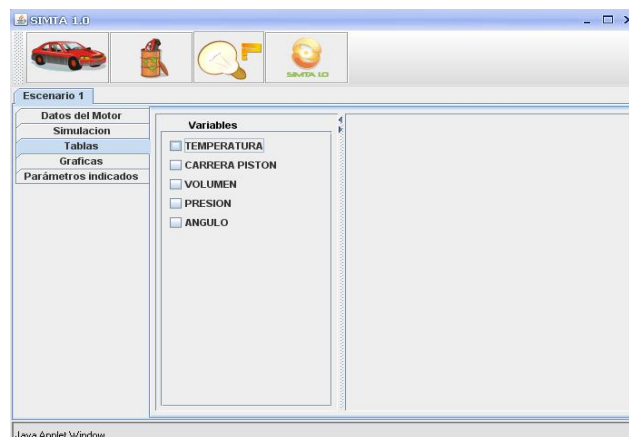 SIMTA 1.0
SIMTA 1.0
Escenario 1
Datos del Motor
Simulacion
Tablas
Graficas
Parámetros indicados
Variables
TEMPERATURA
CARRERA PISTON
VOLUMEN
PRESION
ANGULO
Java Applet Window